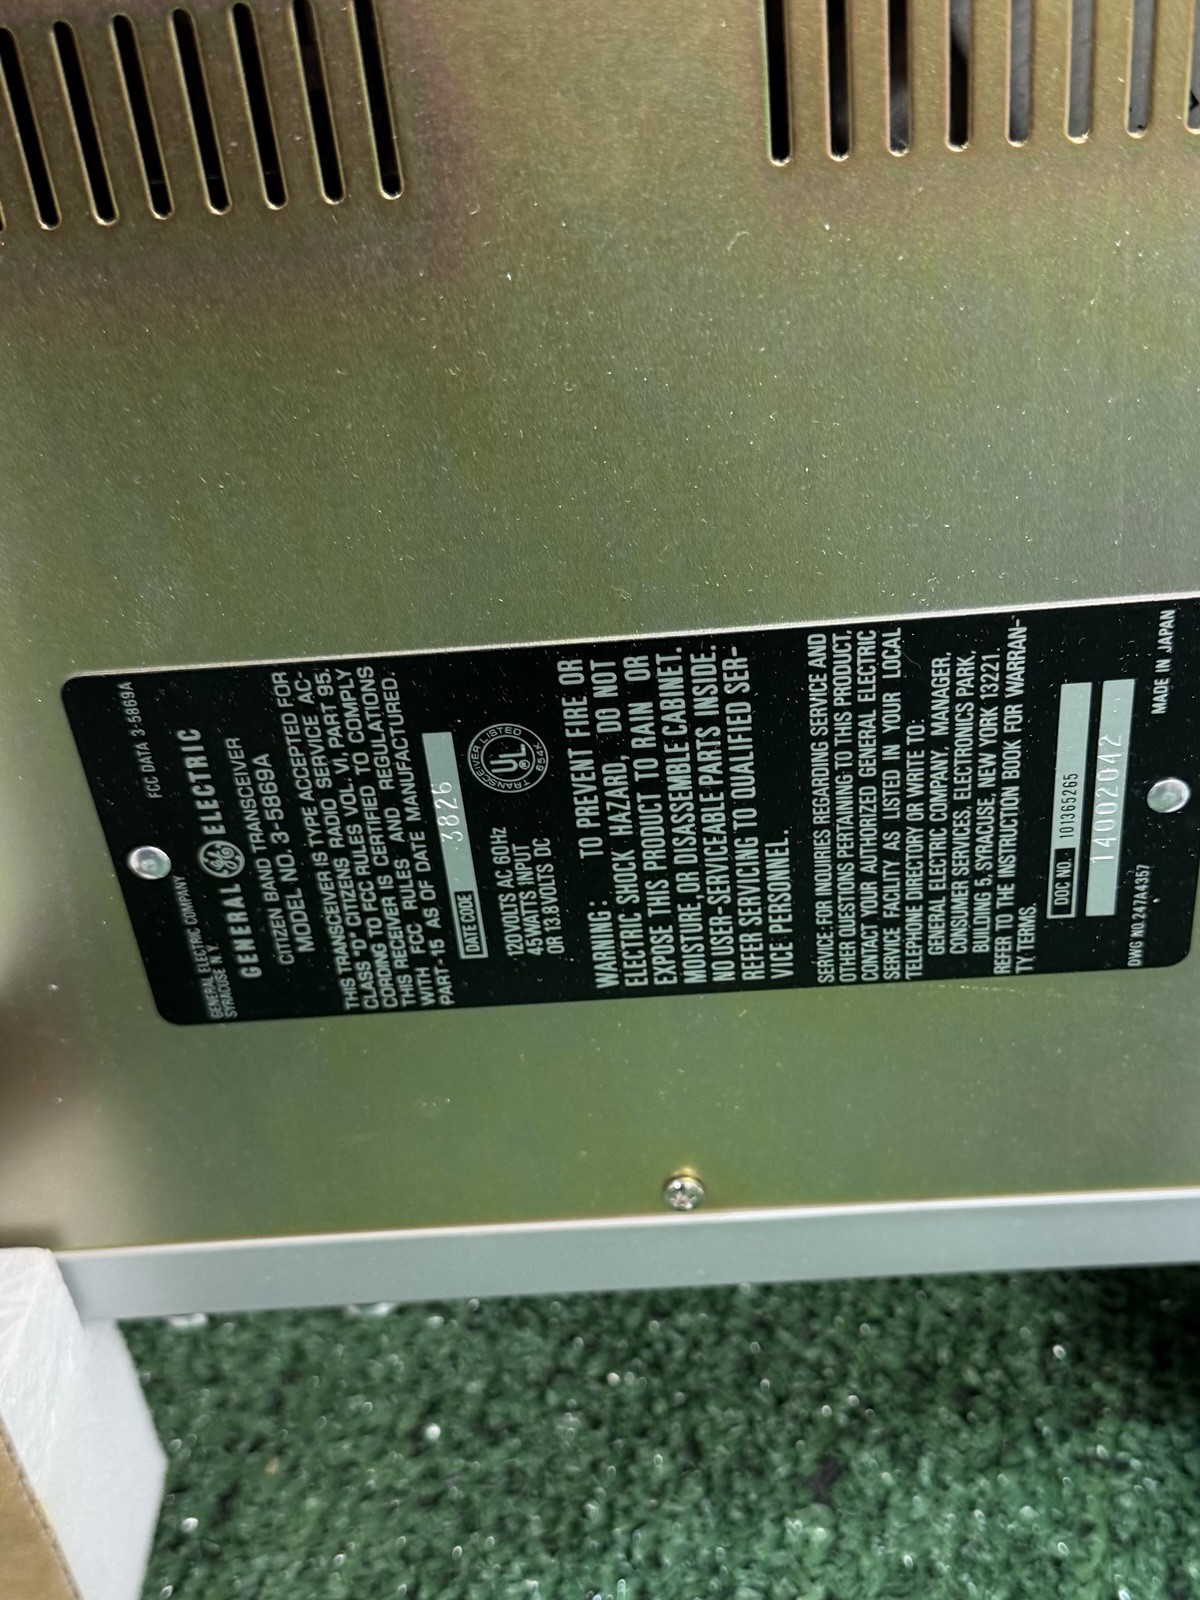 FCC DATA 3-5869A
GENERAL ELECTRIC COMPANY
SYRACUSE N.Y.
GENERAL GE ELECTRIC
CITIZEN BAND TRANSCEIVER
MODEL NO. 3-5869A
THIS TRANSCEIVER IS TYPE ACCEPTED FOR
CLASS "D" CITIZENS RADIO SERVICE AC-
CORDING TO FCC RULES VOL. VI, PART 95.
THIS RECEIVER IS CERTIFIED TO COMPLY
WITH FCC RULES AND REGULATIONS
PART-15 AS OF DATE MANUFACTURED.
DATE CODE 3826
120 VOLTS AC 60Hz
45 WATTS INPUT
OR 13.8 VOLTS DC
TRANSCEIVER LISTED
UL ®
654K
WARNING: TO PREVENT FIRE OR
ELECTRIC SHOCK HAZARD, DO NOT
EXPOSE THIS PRODUCT TO RAIN OR
MOISTURE, OR DISASSEMBLE CABINET.
NO USER-SERVICEABLE PARTS INSIDE.
REFER SERVICING TO QUALIFIED SER-
VICE PERSONNEL.
SERVICE: FOR INQUIRIES REGARDING SERVICE AND
OTHER QUESTIONS PERTAINING TO THIS PRODUCT,
CONTACT YOUR AUTHORIZED GENERAL ELECTRIC
SERVICE FACILITY AS LISTED IN YOUR LOCAL
TELEPHONE DIRECTORY OR WRITE TO:
GENERAL ELECTRIC COMPANY, MANAGER,
CONSUMER SERVICES, ELECTRONICS PARK,
BUILDING 5, SYRACUSE, NEW YORK 13221.
REFER TO THE INSTRUCTION BOOK FOR WARRAN-
TY TERMS.
DOC NO. 101365265
14002042
DWG NO. 247A4357
MADE IN JAPAN